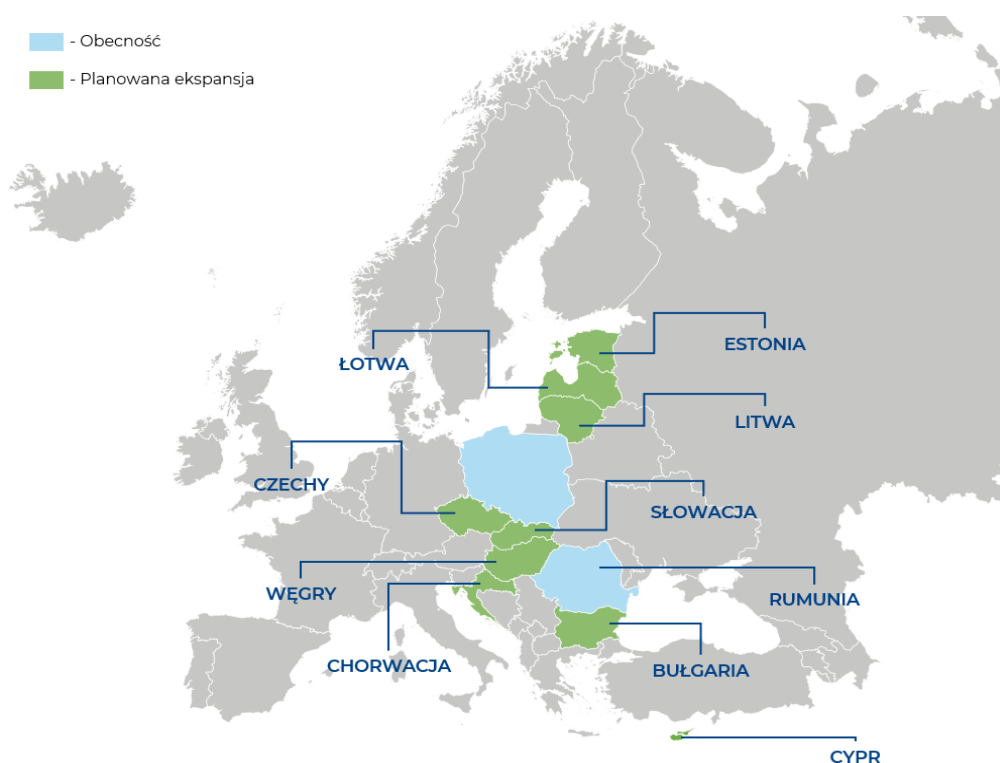 - Obecność
- Planowana ekspansja
ESTONIA
ŁOTWA
LITWA
CZECHY
SŁOWACJA
WĘGRY
RUMUNIA
CHORWACJA
BUŁGARIA
CYPR